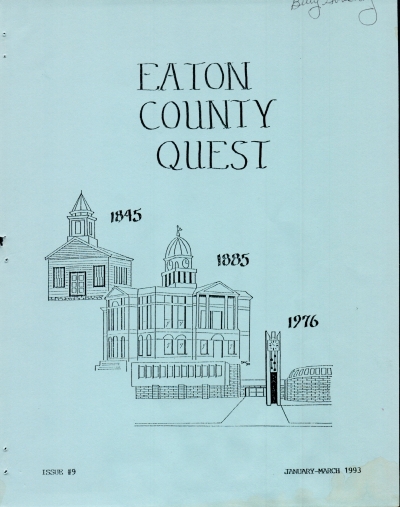 EATON
COUNTY
QUEST
1845
1885
1976
ISSUE #9
JANUARY-MARCH 1993